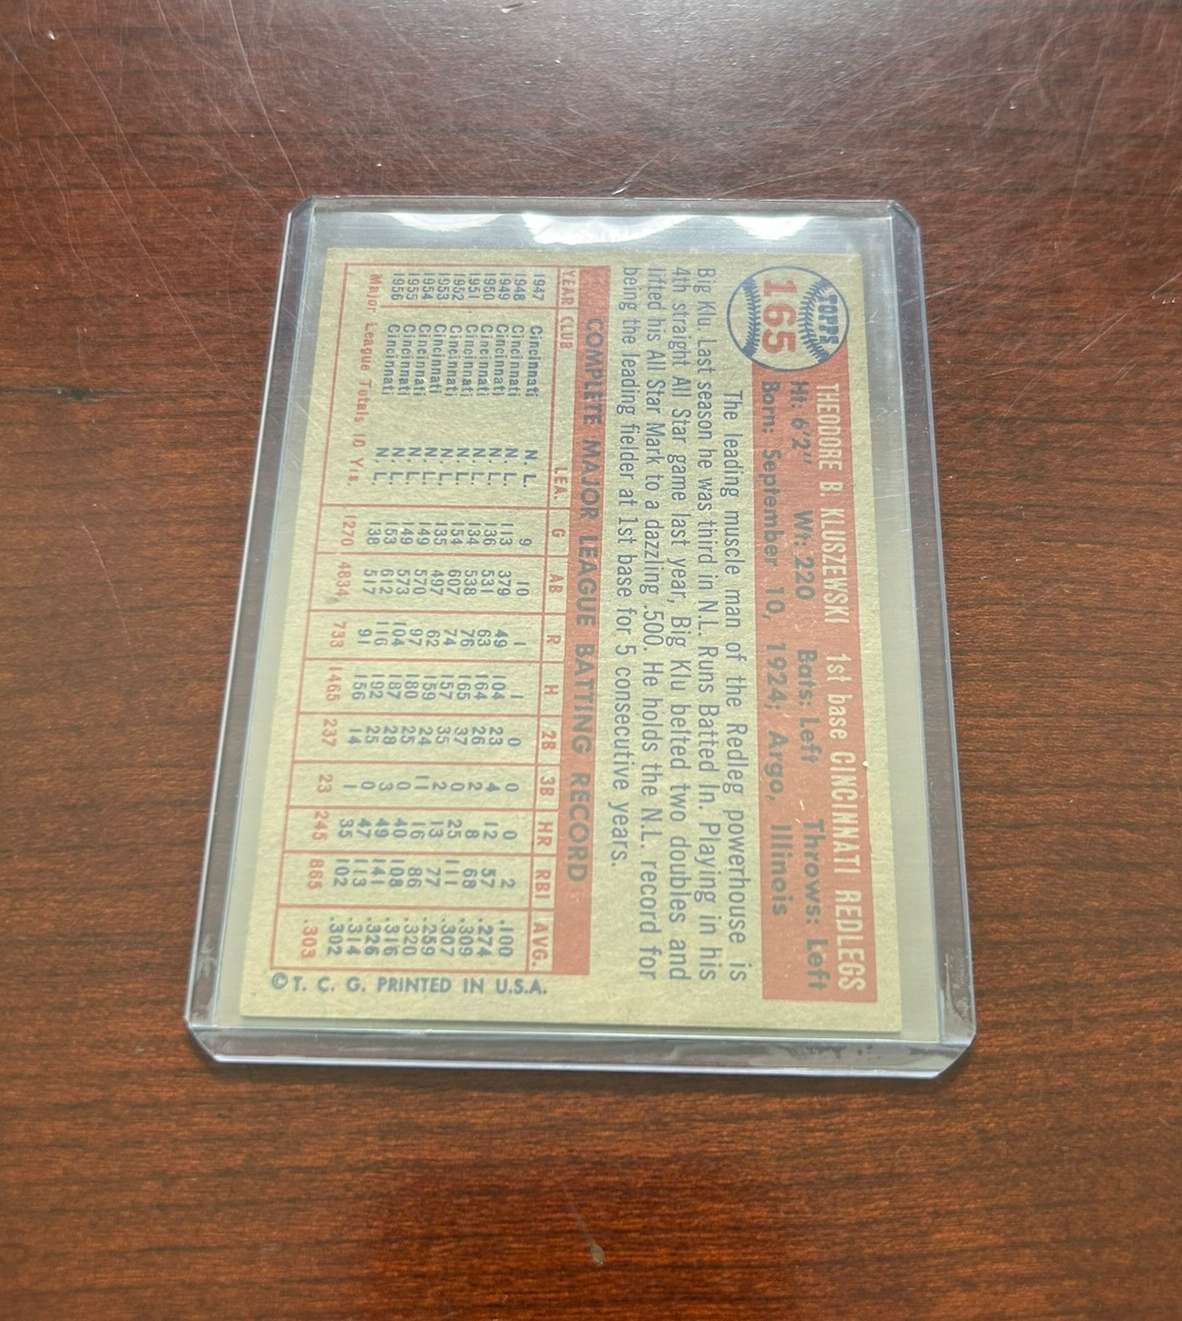 TOPPS
165
THEODORE B. KLUSZEWSKI 1st base CINCINNATI REDLEGS
Ht: 6'2" Wt: 220 Bats: Left Throws: Left
Born: September 10, 1924; Argo, Illinois
The leading muscle man of the Redleg powerhouse is
Big Klu. Last season he was third in N.L. Runs Batted In. Playing in his
4th straight All Star game last year, Big Klu belted two doubles and
lifted his All Star Mark to a dazzling .500. He holds the N.L. record for
being the leading fielder at 1st base for 5 consecutive years.
COMPLETE MAJOR LEAGUE BATTING RECORD
YEAR CLUB LEA. G AB R H 2B 3B HR RBI AVG.
1947 Cincinnati N. L. 9 10 1 1 0 0 0 2 .100
1948 Cincinnati N. L. 113 379 49 104 23 4 12 57 .274
1949 Cincinnati N. L. 136 531 63 164 26 2 8 68 .309
1950 Cincinnati N. L. 134 538 76 165 37 0 25 111 .307
1951 Cincinnati N. L. 154 607 74 157 35 2 13 77 .259
1952 Cincinnati N. L. 135 497 62 159 24 11 16 86 .320
1953 Cincinnati N. L. 149 570 97 180 25 0 40 108 .316
1954 Cincinnati N. L. 149 573 104 187 28 3 49 141 .326
1955 Cincinnati N. L. 153 612 116 192 25 0 47 113 .314
1956 Cincinnati N. L. 138 517 91 156 14 1 35 102 .302
Major League Totals 10 Yrs. 1270 4834 733 1465 237 23 245 865 .303
© T. C. G. PRINTED IN U.S.A.